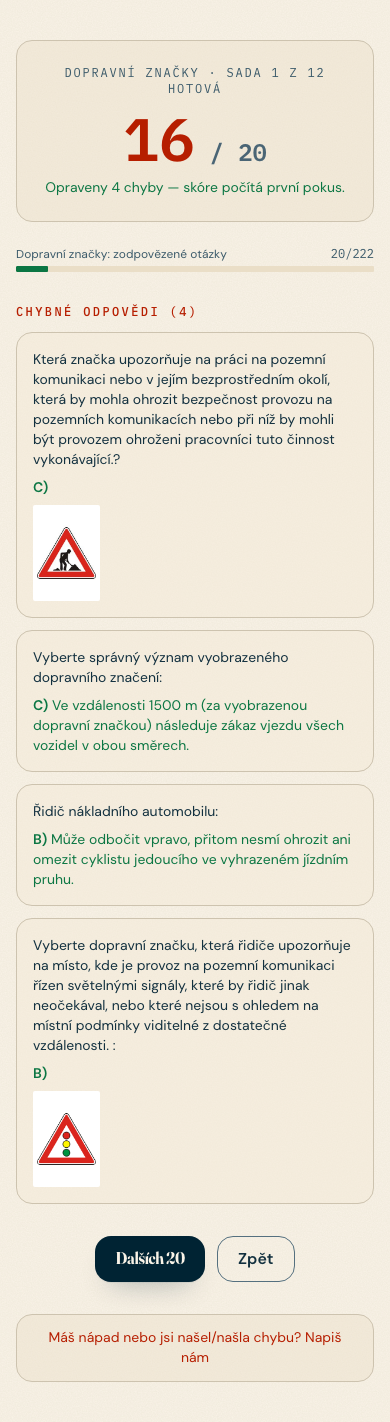 DOPRAVNÍ ZNAČKY · SADA 1 Z 12
HOTOVÁ
16 / 20
Opraveny 4 chyby — skóre počítá první pokus.
Dopravní značky: zodpovězené otázky 20/222
CHYBNÉ ODPOVĚDI (4)
Která značka upozorňuje na práci na pozemní
komunikaci nebo v jejím bezprostředním okolí,
která by mohla ohrozit bezpečnost provozu na
pozemních komunikacích nebo při níž by mohli
být provozem ohroženi pracovníci tuto činnost
vykonávající.?
C)
Vyberte správný význam vyobrazeného
dopravního značení:
C) Ve vzdálenosti 1500 m (za vyobrazenou
dopravní značkou) následuje zákaz vjezdu všech
vozidel v obou směrech.
Řidič nákladního automobilu:
B) Může odbočit vpravo, přitom nesmí ohrozit ani
omezit cyklistu jedoucího ve vyhrazeném jízdním
pruhu.
Vyberte dopravní značku, která řidiče upozorňuje
na místo, kde je provoz na pozemní komunikaci
řízen světelnými signály, které by řidič jinak
neočekával, nebo které nejsou s ohledem na
místní podmínky viditelné z dostatečné
vzdálenosti. :
B)
Dalších 20
Zpět
Máš nápad nebo jsi našel/našla chybu? Napiš
nám